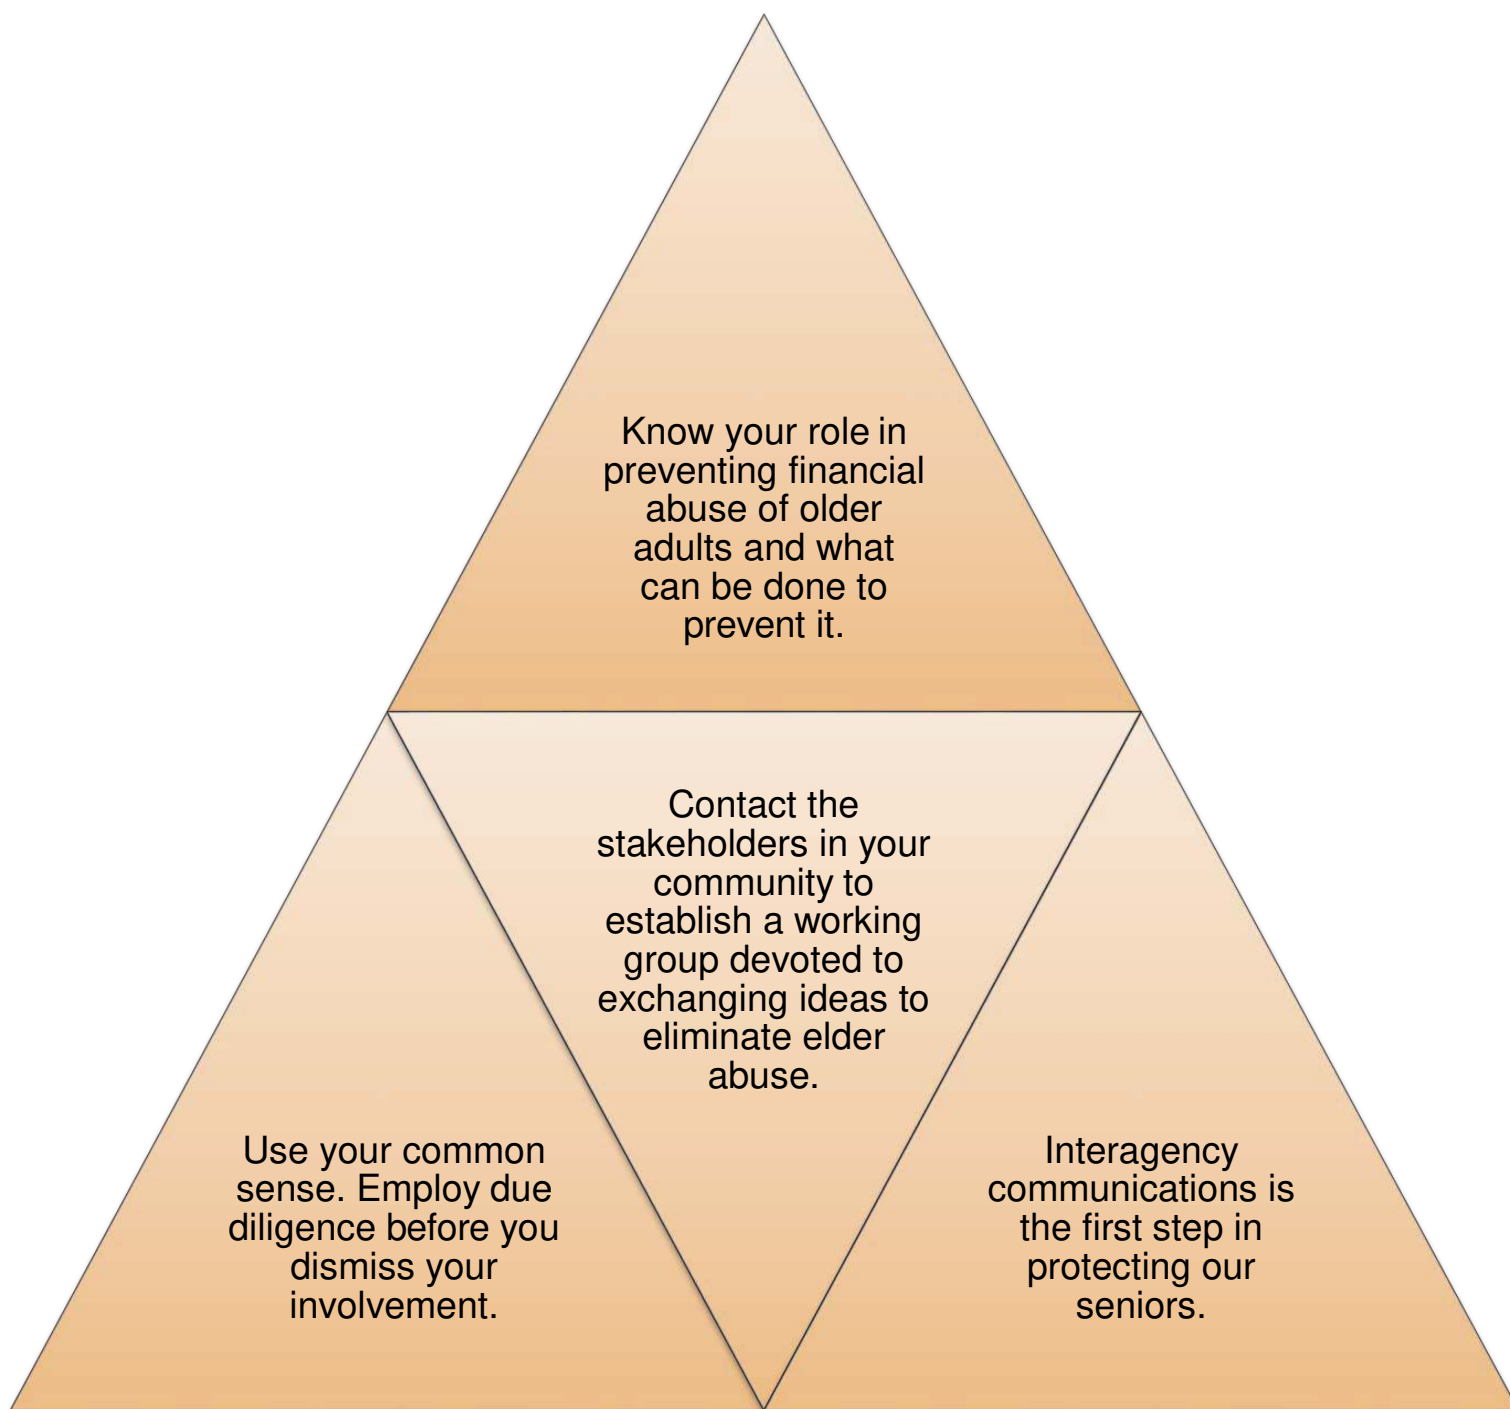 Know your role in
preventing financial
abuse of older
adults and what
can be done to
prevent it.
Contact the
stakeholders in your
community to
establish a working
group devoted to
exchanging ideas to
eliminate elder
abuse.
Use your common
sense. Employ due
diligence before you
dismiss your
involvement.
Interagency
communications is
the first step in
protecting our
seniors.